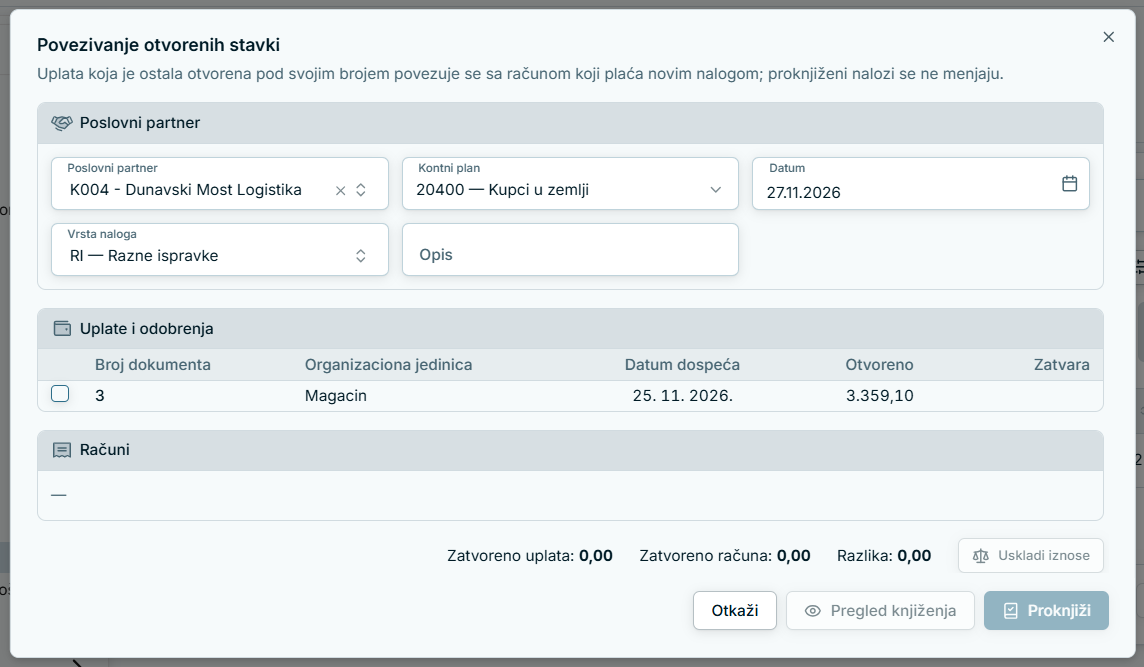 Povezivanje otvorenih stavki
Uplata koja je ostala otvorena pod svojim brojem povezuje se sa računom koji plaća novim nalogom; proknjiženi nalozi se ne menjaju.
Poslovni partner
Poslovni partner
K004 - Dunavski Most Logistika
Kontni plan
20400 — Kupci u zemlji
Datum
27.11.2026
Vrsta naloga
RI — Razne ispravke
Opis
Uplate i odobrenja
Broj dokumenta Organizaciona jedinica Datum dospeća Otvoreno Zatvara
3 Magacin 25. 11. 2026. 3.359,10
Računi
—
Zatvoreno uplata: 0,00 Zatvoreno računa: 0,00 Razlika: 0,00 Uskladi iznose
Otkaži Pregled knjiženja Proknjiži